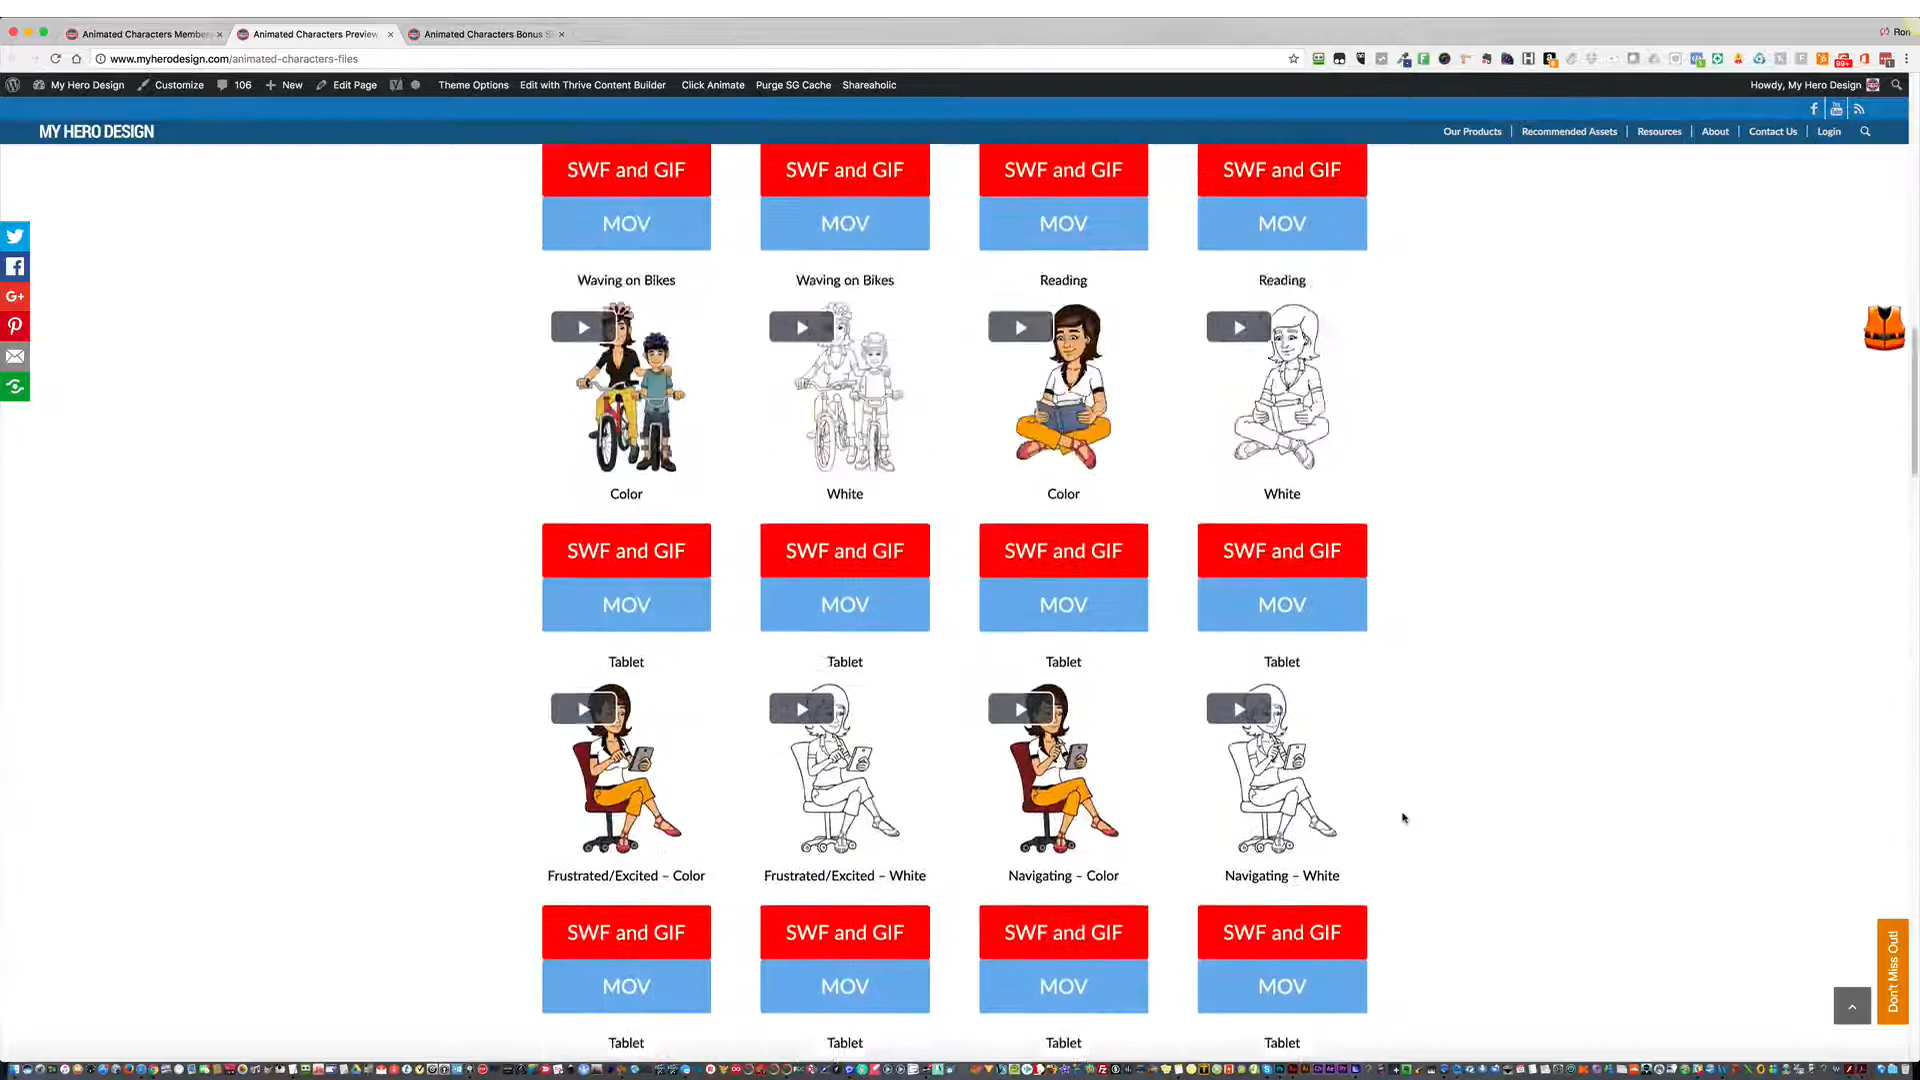 Animated Characters Membe
Animated Characters Preview
Animated Characters Bonus S
Ron
www.myherodesign.com/animated-characters-files
99+
My Hero Design
Customize
106
New
Edit Page
Theme Options
Edit with Thrive Content Builder
Click Animate
Purge SG Cache
Shareaholic
Howdy, My Hero Design
MY HERO DESIGN
Our Products
Recommended Assets
Resources
About
Contact Us
Login
SWF and GIF
SWF and GIF
SWF and GIF
SWF and GIF
MOV
MOV
MOV
MOV
Waving on Bikes
Waving on Bikes
Reading
Reading
Color
White
Color
White
SWF and GIF
SWF and GIF
SWF and GIF
SWF and GIF
MOV
MOV
MOV
MOV
Tablet
Tablet
Tablet
Tablet
Frustrated/Excited – Color
Frustrated/Excited – White
Navigating – Color
Navigating – White
SWF and GIF
SWF and GIF
SWF and GIF
SWF and GIF
MOV
MOV
MOV
MOV
Don't Miss Out!
Tablet
Tablet
Tablet
Tablet